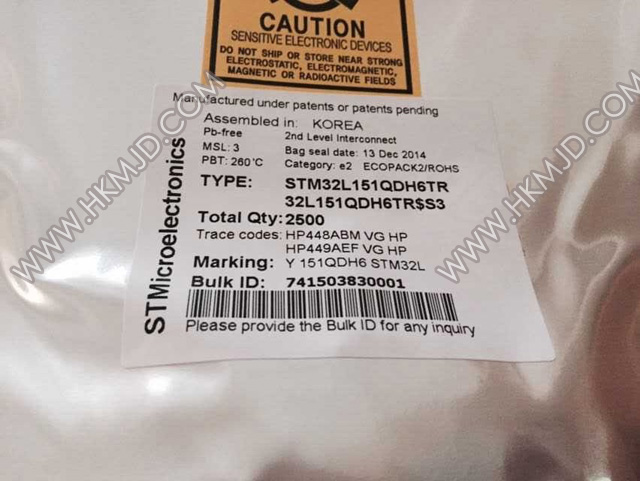 CAUTION
SENSITIVE ELECTRONIC DEVICES
DO NOT SHIP OR STORE NEAR STRONG
ELECTROSTATIC, ELECTROMAGNETIC,
MAGNETIC OR RADIOACTIVE FIELDS
Manufactured under patents or patents pending
Assembled in: KOREA
Pb-free 2nd Level Interconnect
MSL: 3 Bag seal date: 13 Dec 2014
PBT: 260°C Category: e2 ECOPACK2/ROHS
TYPE: STM32L151QDH6TR
32L151QDH6TR$S3
Total Qty: 2500
Trace codes: HP448ABM VG HP
HP449AEF VG HP
Marking: Y 151QDH6 STM32L
Bulk ID: 741503830001
Please provide the Bulk ID for any inquiry
STMicroelectronics
WWW.HKMJD.COM
WWW.HKMJD.COM
WWW.HKMJD.COM